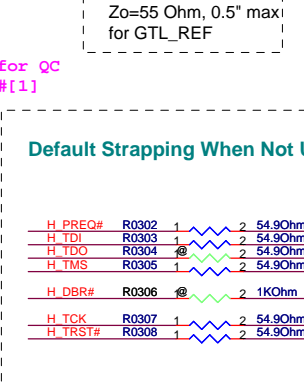 Zo=55 Ohm, 0.5" max
for GTL_REF
for QC
#[1]
Default Strapping When Not
H_PREQ# R0302 1 2 54.9Ohm
H_TDI R0303 1 2 54.9Ohm
H_TDO R0304 1@ 2 54.9Ohm
H_TMS R0305 1 2 54.9Ohm
H_DBR# R0306 1@ 2 1KOhm
H_TCK R0307 1 2 54.9Ohm
H_TRST# R0308 1 2 54.9Ohm